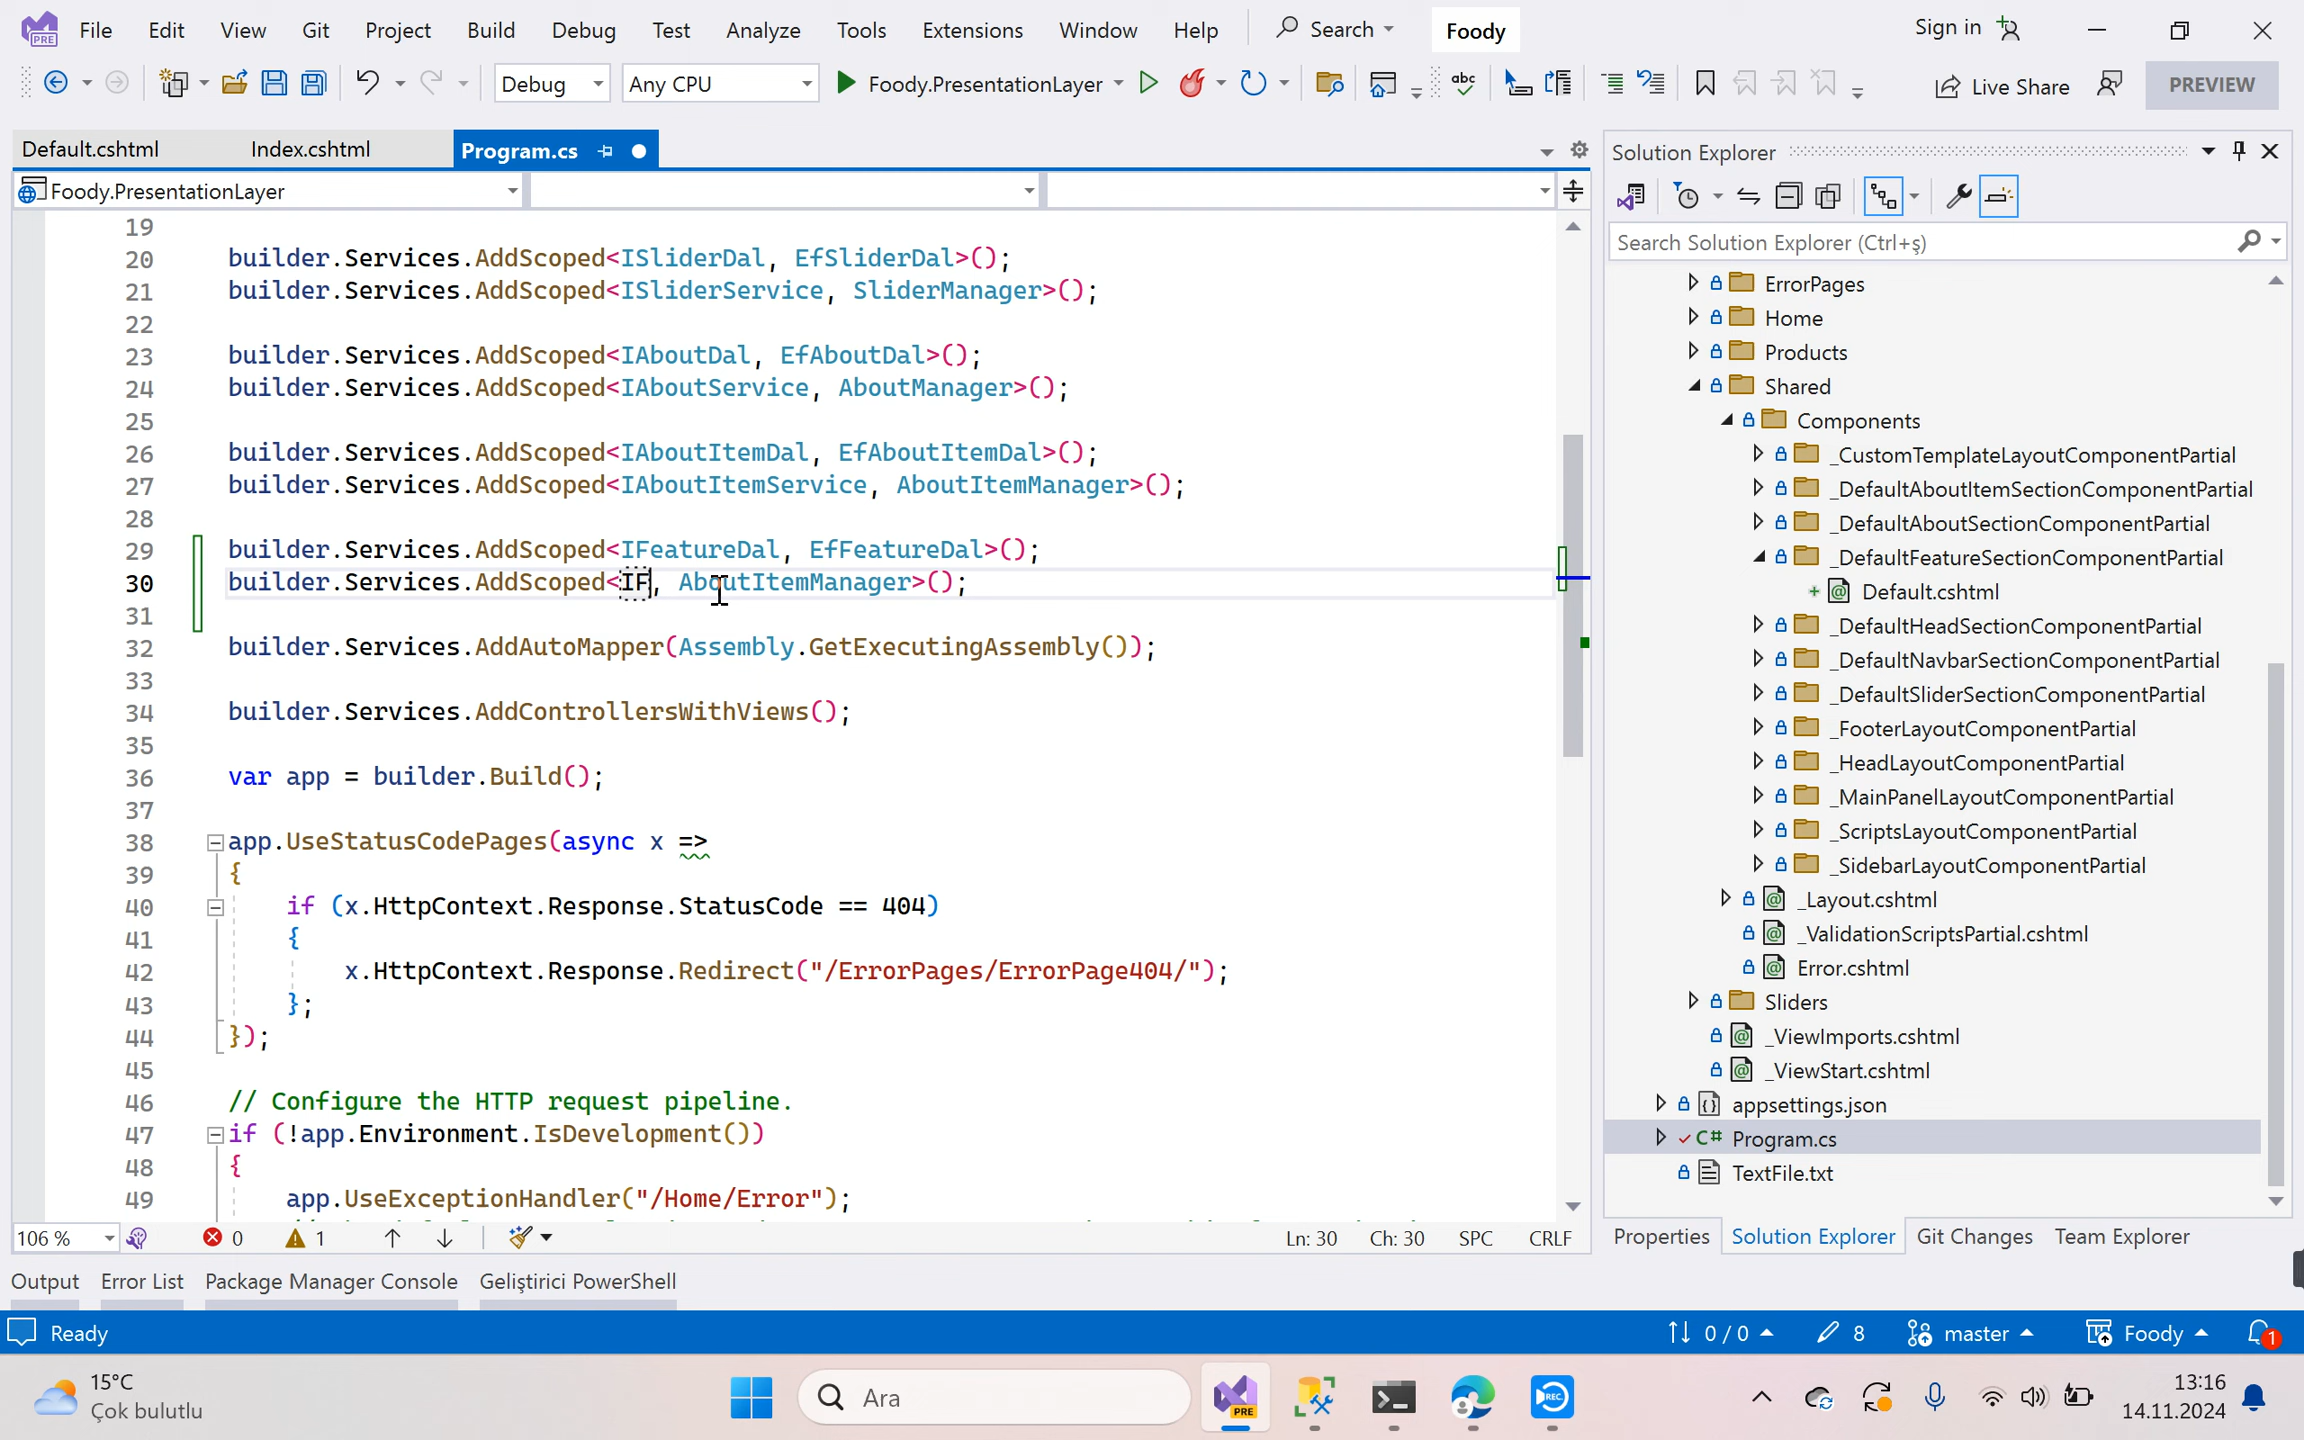 PRE
File Edit View Git Project Build Debug Test Analyze Tools Extensions Window Help Search Foody Sign in
Debug Any CPU Foody.PresentationLayer abc Live Share PREVIEW
Default.cshtml Index.cshtml Program.cs
Foody.PresentationLayer
19
20 builder.Services.AddScoped<ISliderDal, EfSliderDal>();
21 builder.Services.AddScoped<ISliderService, SliderManager>();
22
23 builder.Services.AddScoped<IAboutDal, EfAboutDal>();
24 builder.Services.AddScoped<IAboutService, AboutManager>();
25
26 builder.Services.AddScoped<IAboutItemDal, EfAboutItemDal>();
27 builder.Services.AddScoped<IAboutItemService, AboutItemManager>();
28
29 builder.Services.AddScoped<IFeatureDal, EfFeatureDal>();
30 builder.Services.AddScoped<IF, AboutItemManager>();
31
32 builder.Services.AddAutoMapper(Assembly.GetExecutingAssembly());
33
34 builder.Services.AddControllersWithViews();
35
36 var app = builder.Build();
37
38 app.UseStatusCodePages(async x =>
39 {
40 if (x.HttpContext.Response.StatusCode == 404)
41 {
42 x.HttpContext.Response.Redirect("/ErrorPages/ErrorPage404/");
43 };
44 });
45
46 // Configure the HTTP request pipeline.
47 if (!app.Environment.IsDevelopment())
48 {
49 app.UseExceptionHandler("/Home/Error");
106 % 0 1 Ln: 30 Ch: 30 SPC CRLF
Solution Explorer
Search Solution Explorer (Ctrl+ş)
ErrorPages
Home
Products
Shared
Components
_CustomTemplateLayoutComponentPartial
_DefaultAboutItemSectionComponentPartial
_DefaultAboutSectionComponentPartial
_DefaultFeatureSectionComponentPartial
Default.cshtml
_DefaultHeadSectionComponentPartial
_DefaultNavbarSectionComponentPartial
_DefaultSliderSectionComponentPartial
_FooterLayoutComponentPartial
_HeadLayoutComponentPartial
_MainPanelLayoutComponentPartial
_ScriptsLayoutComponentPartial
_SidebarLayoutComponentPartial
_Layout.cshtml
_ValidationScriptsPartial.cshtml
Error.cshtml
Sliders
_ViewImports.cshtml
_ViewStart.cshtml
appsettings.json
C# Program.cs
TextFile.txt
Properties Solution Explorer Git Changes Team Explorer
Output Error List Package Manager Console Geliştirici PowerShell
Ready 0 / 0 8 master Foody 1
15°C
Çok bulutlu
Ara
PRE
REC
13:16
14.11.2024